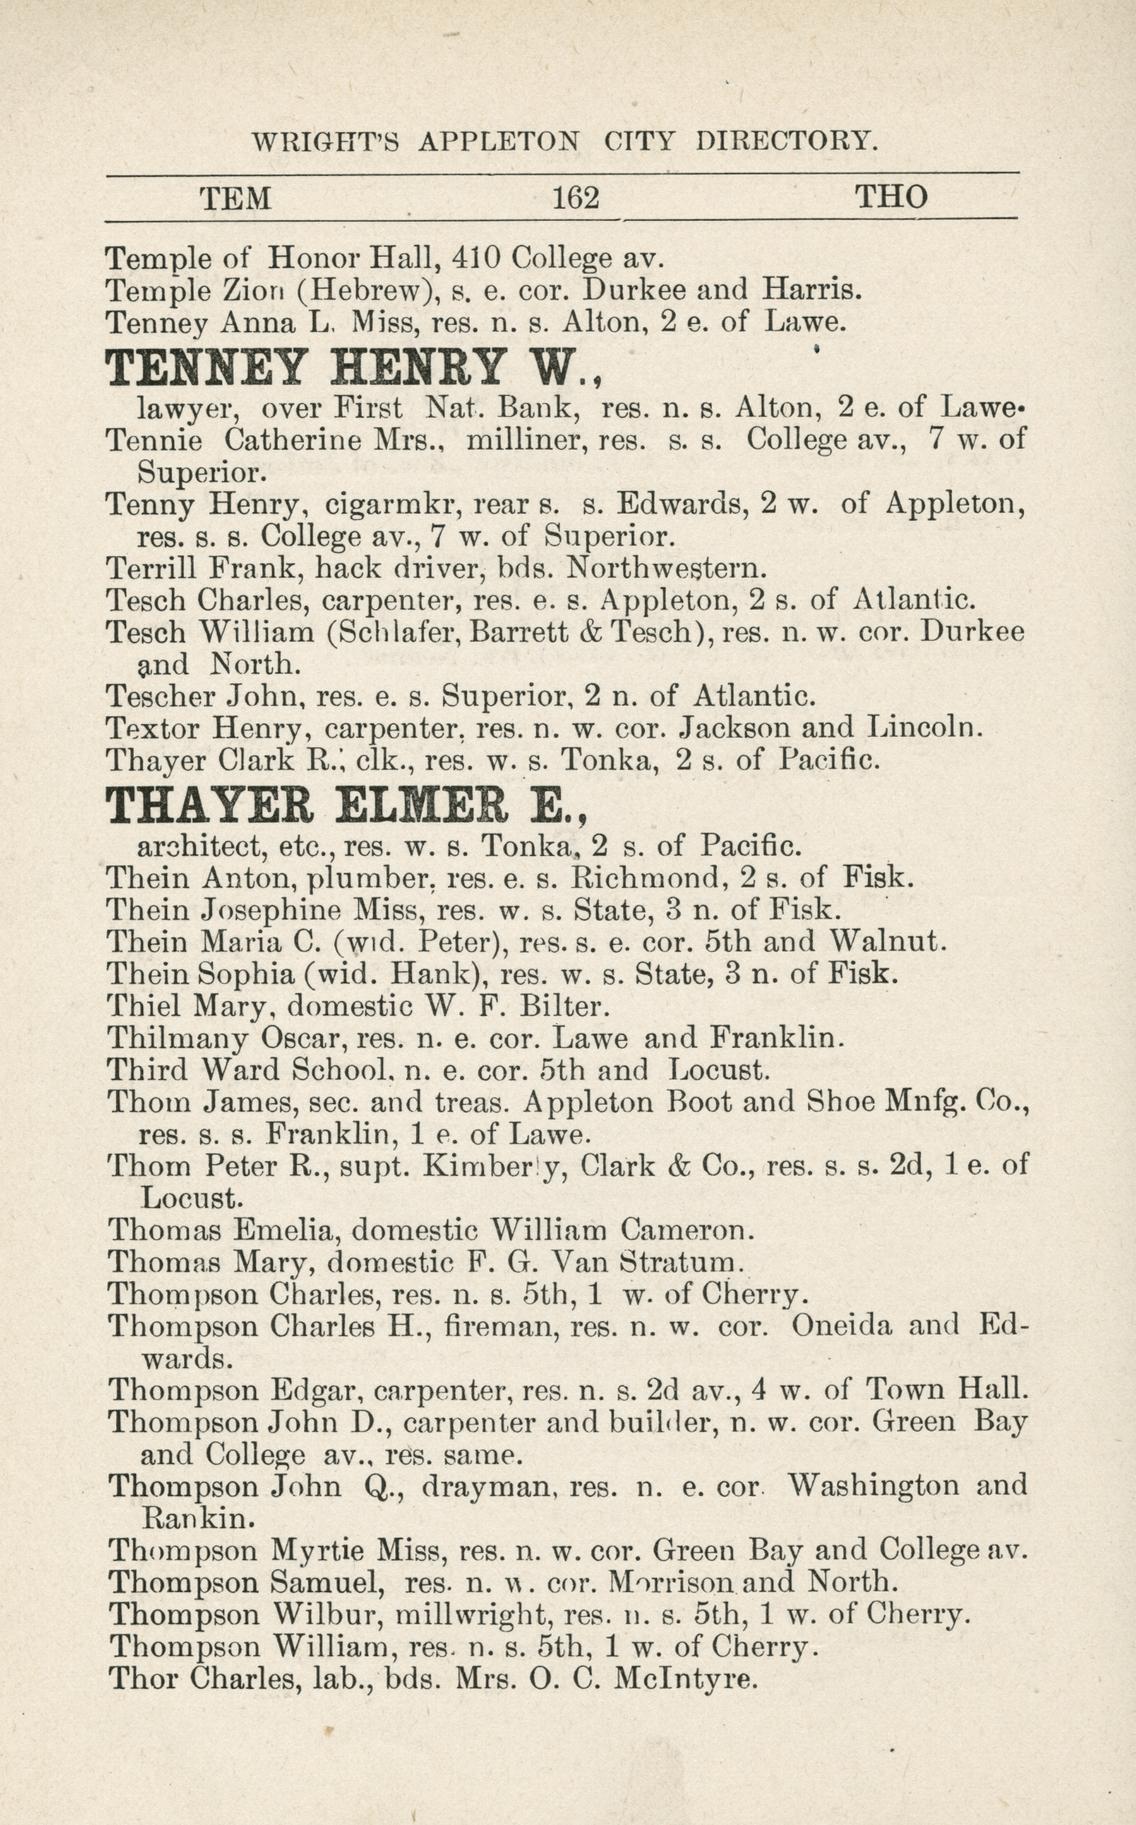 WRIGHT'S APPLETON CITY DIRECTORY.
TEM 162 THO
Temple of Honor Hall, 410 College av.
Temple Zion (Hebrew), s. e. cor. Durkee and Harris.
Tenney Anna L. Miss, res. n. s. Alton, 2 e. of Lawe.
TENNEY HENRY W.,
lawyer, over First Nat. Bank, res. n. s. Alton, 2 e. of Lawe.
Tennie Catherine Mrs., milliner, res. s. s. College av., 7 w. of
Superior.
Tenny Henry, cigarmkr, rear s. s. Edwards, 2 w. of Appleton,
res. s. s. College av., 7 w. of Superior.
Terrill Frank, hack driver, bds. Northwestern.
Tesch Charles, carpenter, res. e. s. Appleton, 2 s. of Atlantic.
Tesch William (Schlafer, Barrett & Tesch), res. n. w. cor. Durkee
and North.
Tescher John, res. e. s. Superior, 2 n. of Atlantic.
Textor Henry, carpenter, res. n. w. cor. Jackson and Lincoln.
Thayer Clark R., clk., res. w. s. Tonka, 2 s. of Pacific.
THAYER ELMER E.,
architect, etc., res. w. s. Tonka, 2 s. of Pacific.
Thein Anton, plumber, res. e. s. Richmond, 2 s. of Fisk.
Thein Josephine Miss, res. w. s. State, 3 n. of Fisk.
Thein Maria C. (wid. Peter), res. s. e. cor. 5th and Walnut.
Thein Sophia (wid. Hank), res. w. s. State, 3 n. of Fisk.
Thiel Mary, domestic W. F. Bilter.
Thilmany Oscar, res. n. e. cor. Lawe and Franklin.
Third Ward School, n. e. cor. 5th and Locust.
Thom James, sec. and treas. Appleton Boot and Shoe Mnfg. Co.,
res. s. s. Franklin, 1 e. of Lawe.
Thom Peter R., supt. Kimberly, Clark & Co., res. s. s. 2d, 1 e. of
Locust.
Thomas Emelia, domestic William Cameron.
Thomas Mary, domestic F. G. Van Stratum.
Thompson Charles, res. n. s. 5th, 1 w. of Cherry.
Thompson Charles H., fireman, res. n. w. cor. Oneida and Ed-
wards.
Thompson Edgar, carpenter, res. n. s. 2d av., 4 w. of Town Hall.
Thompson John D., carpenter and builder, n. w. cor. Green Bay
and College av., res. same.
Thompson John Q., drayman, res. n. e. cor. Washington and
Rankin.
Thompson Myrtie Miss, res. n. w. cor. Green Bay and College av.
Thompson Samuel, res. n. w. cor. Morrison and North.
Thompson Wilbur, millwright, res. n. s. 5th, 1 w. of Cherry.
Thompson William, res. n. s. 5th, 1 w. of Cherry.
Thor Charles, lab., bds. Mrs. O. C. McIntyre.